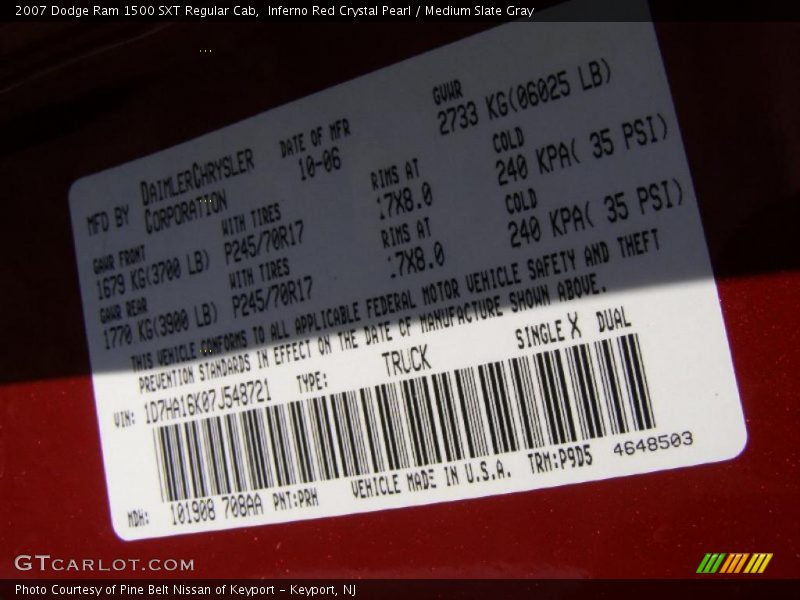 2007 Dodge Ram 1500 SXT Regular Cab,  Inferno Red Crystal Pearl / Medium Slate Gray
MFD BY DAIMLERCHRYSLER CORPORATION
DATE OF MFR 10-06
GVWR 2733 KG(06025 LB)
GAWR FRONT 1679 KG(3700 LB)
WITH TIRES P245/70R17
RIMS AT 17X8.0
COLD 240 KPA( 35 PSI)
GAWR REAR 1770 KG(3900 LB)
WITH TIRES P245/70R17
RIMS AT 17X8.0
COLD 240 KPA( 35 PSI)
THIS VEHICLE CONFORMS TO ALL APPLICABLE FEDERAL MOTOR VEHICLE SAFETY AND THEFT
PREVENTION STANDARDS IN EFFECT ON THE DATE OF MANUFACTURE SHOWN ABOVE.
VIN: 1D7HA16K07J548721 TYPE: TRUCK SINGLE X DUAL
MDH: 101908 708AA PNT:PRH VEHICLE MADE IN U.S.A. TRM:P9D5 4648503
GTCARLOT.COM
Photo Courtesy of Pine Belt Nissan of Keyport - Keyport, NJ